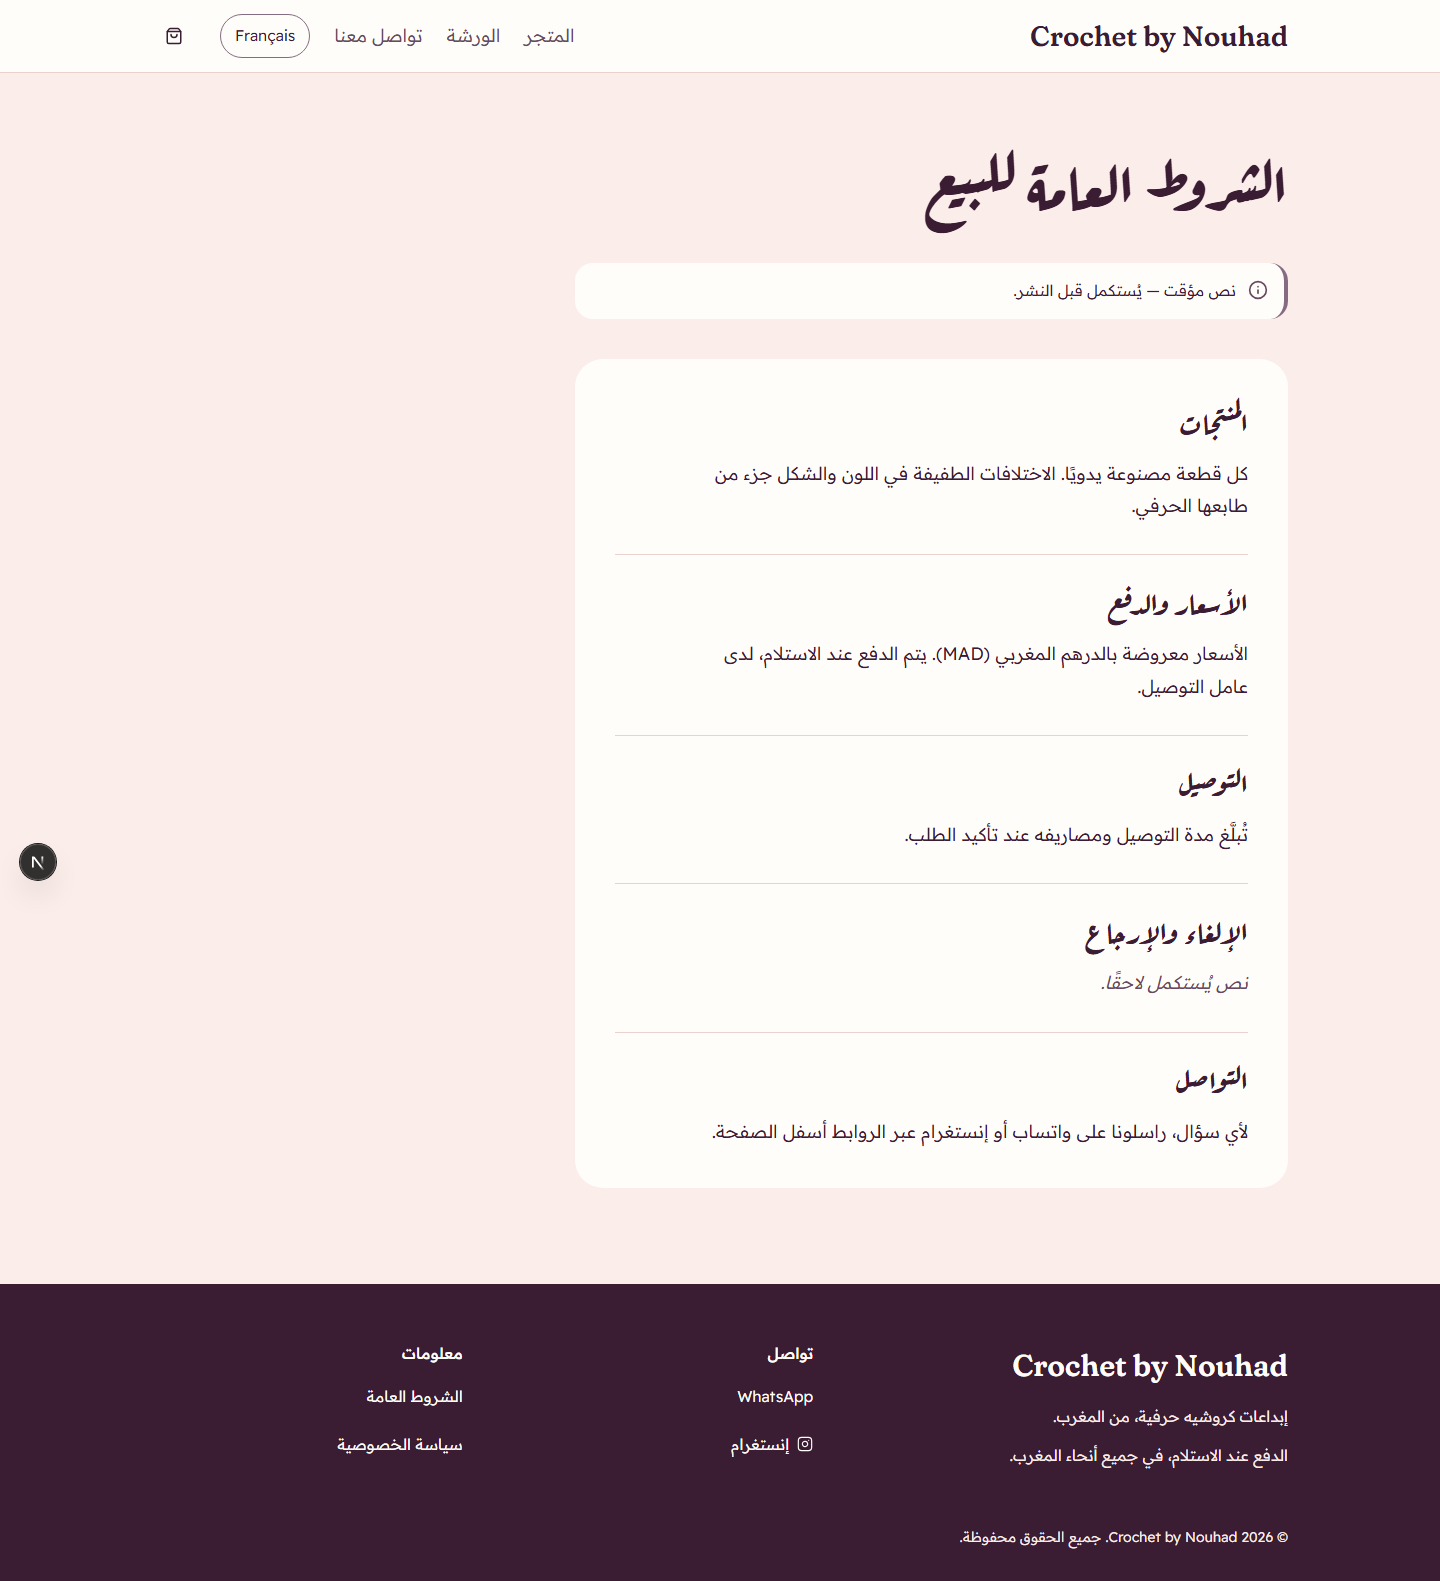 Crochet by Nouhad
المتجر
الورشة
تواصل معنا
Français
الشروط العامة للبيع
نص مؤقت — يُستكمل قبل النشر.
المنتجات
كل قطعة مصنوعة يدويًا. الاختلافات الطفيفة في اللون والشكل جزء من
طابعها الحرفي.
الأسعار والدفع
الأسعار معروضة بالدرهم المغربي (MAD). يتم الدفع عند الاستلام، لدى
عامل التوصيل.
التوصيل
تُبلَّغ مدة التوصيل ومصاريفه عند تأكيد الطلب.
الإلغاء والإرجاع
نص يُستكمل لاحقًا.
التواصل
لأي سؤال، راسلونا على واتساب أو إنستغرام عبر الروابط أسفل الصفحة.
N
Crochet by Nouhad
إبداعات كروشيه حرفية، من المغرب.
الدفع عند الاستلام، في جميع أنحاء المغرب.
تواصل
WhatsApp
إنستغرام
معلومات
الشروط العامة
سياسة الخصوصية
© 2026 Crochet by Nouhad. جميع الحقوق محفوظة.